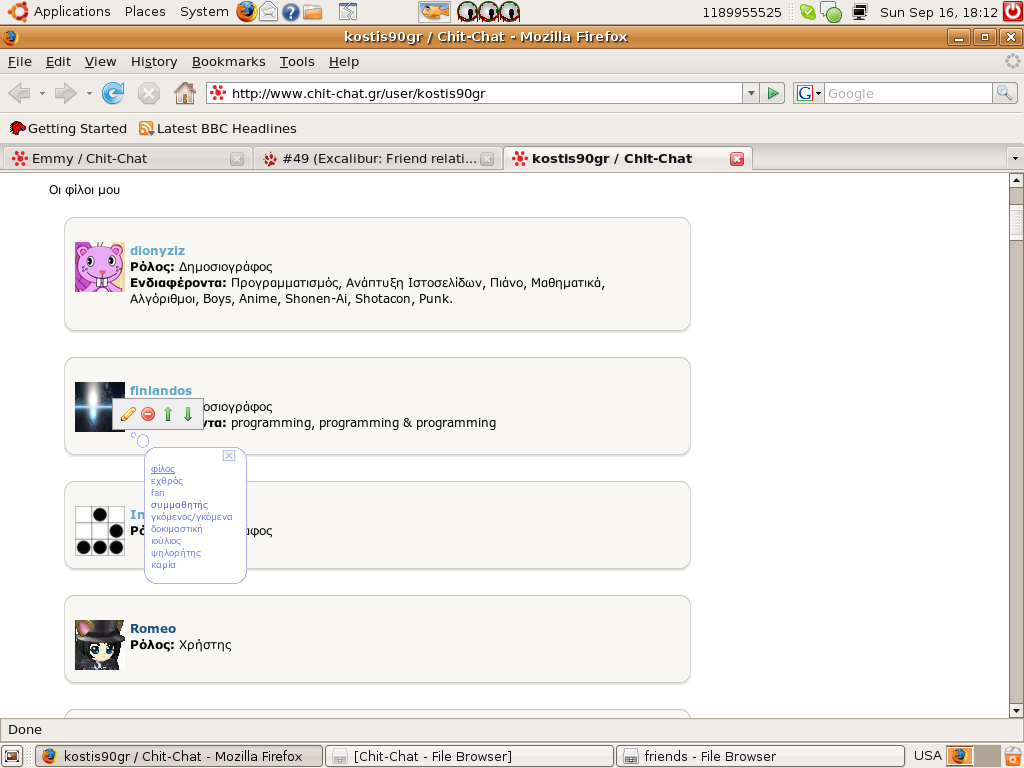 Applications Places System 1189955525 Sun Sep 16, 18:12
kostis90gr / Chit-Chat - Mozilla Firefox
File Edit View History Bookmarks Tools Help
http://www.chit-chat.gr/user/kostis90gr G Google
Getting Started Latest BBC Headlines
Emmy / Chit-Chat #49 (Excalibur: Friend relati... kostis90gr / Chit-Chat
Οι φίλοι μου
dionyziz
Ρόλος: Δημοσιογράφος
Ενδιαφέροντα: Προγραμματισμός, Ανάπτυξη Ιστοσελίδων, Πιάνο, Μαθηματικά,
Αλγόριθμοι, Boys, Anime, Shonen-Ai, Shotacon, Punk.
finlandos
οσιογράφος
ντα: programming, programming & programming
φίλος
εχθρός
fan
συμμαθητής
γκόμενος/γκόμενα
δοκιμαστική
ιούλιος
ψηλορήτης
καμία
In
Ρό
άφος
Romeo
Ρόλος: Χρήστης
Done
kostis90gr / Chit-Chat - Mozilla Firefox [Chit-Chat - File Browser] friends - File Browser USA